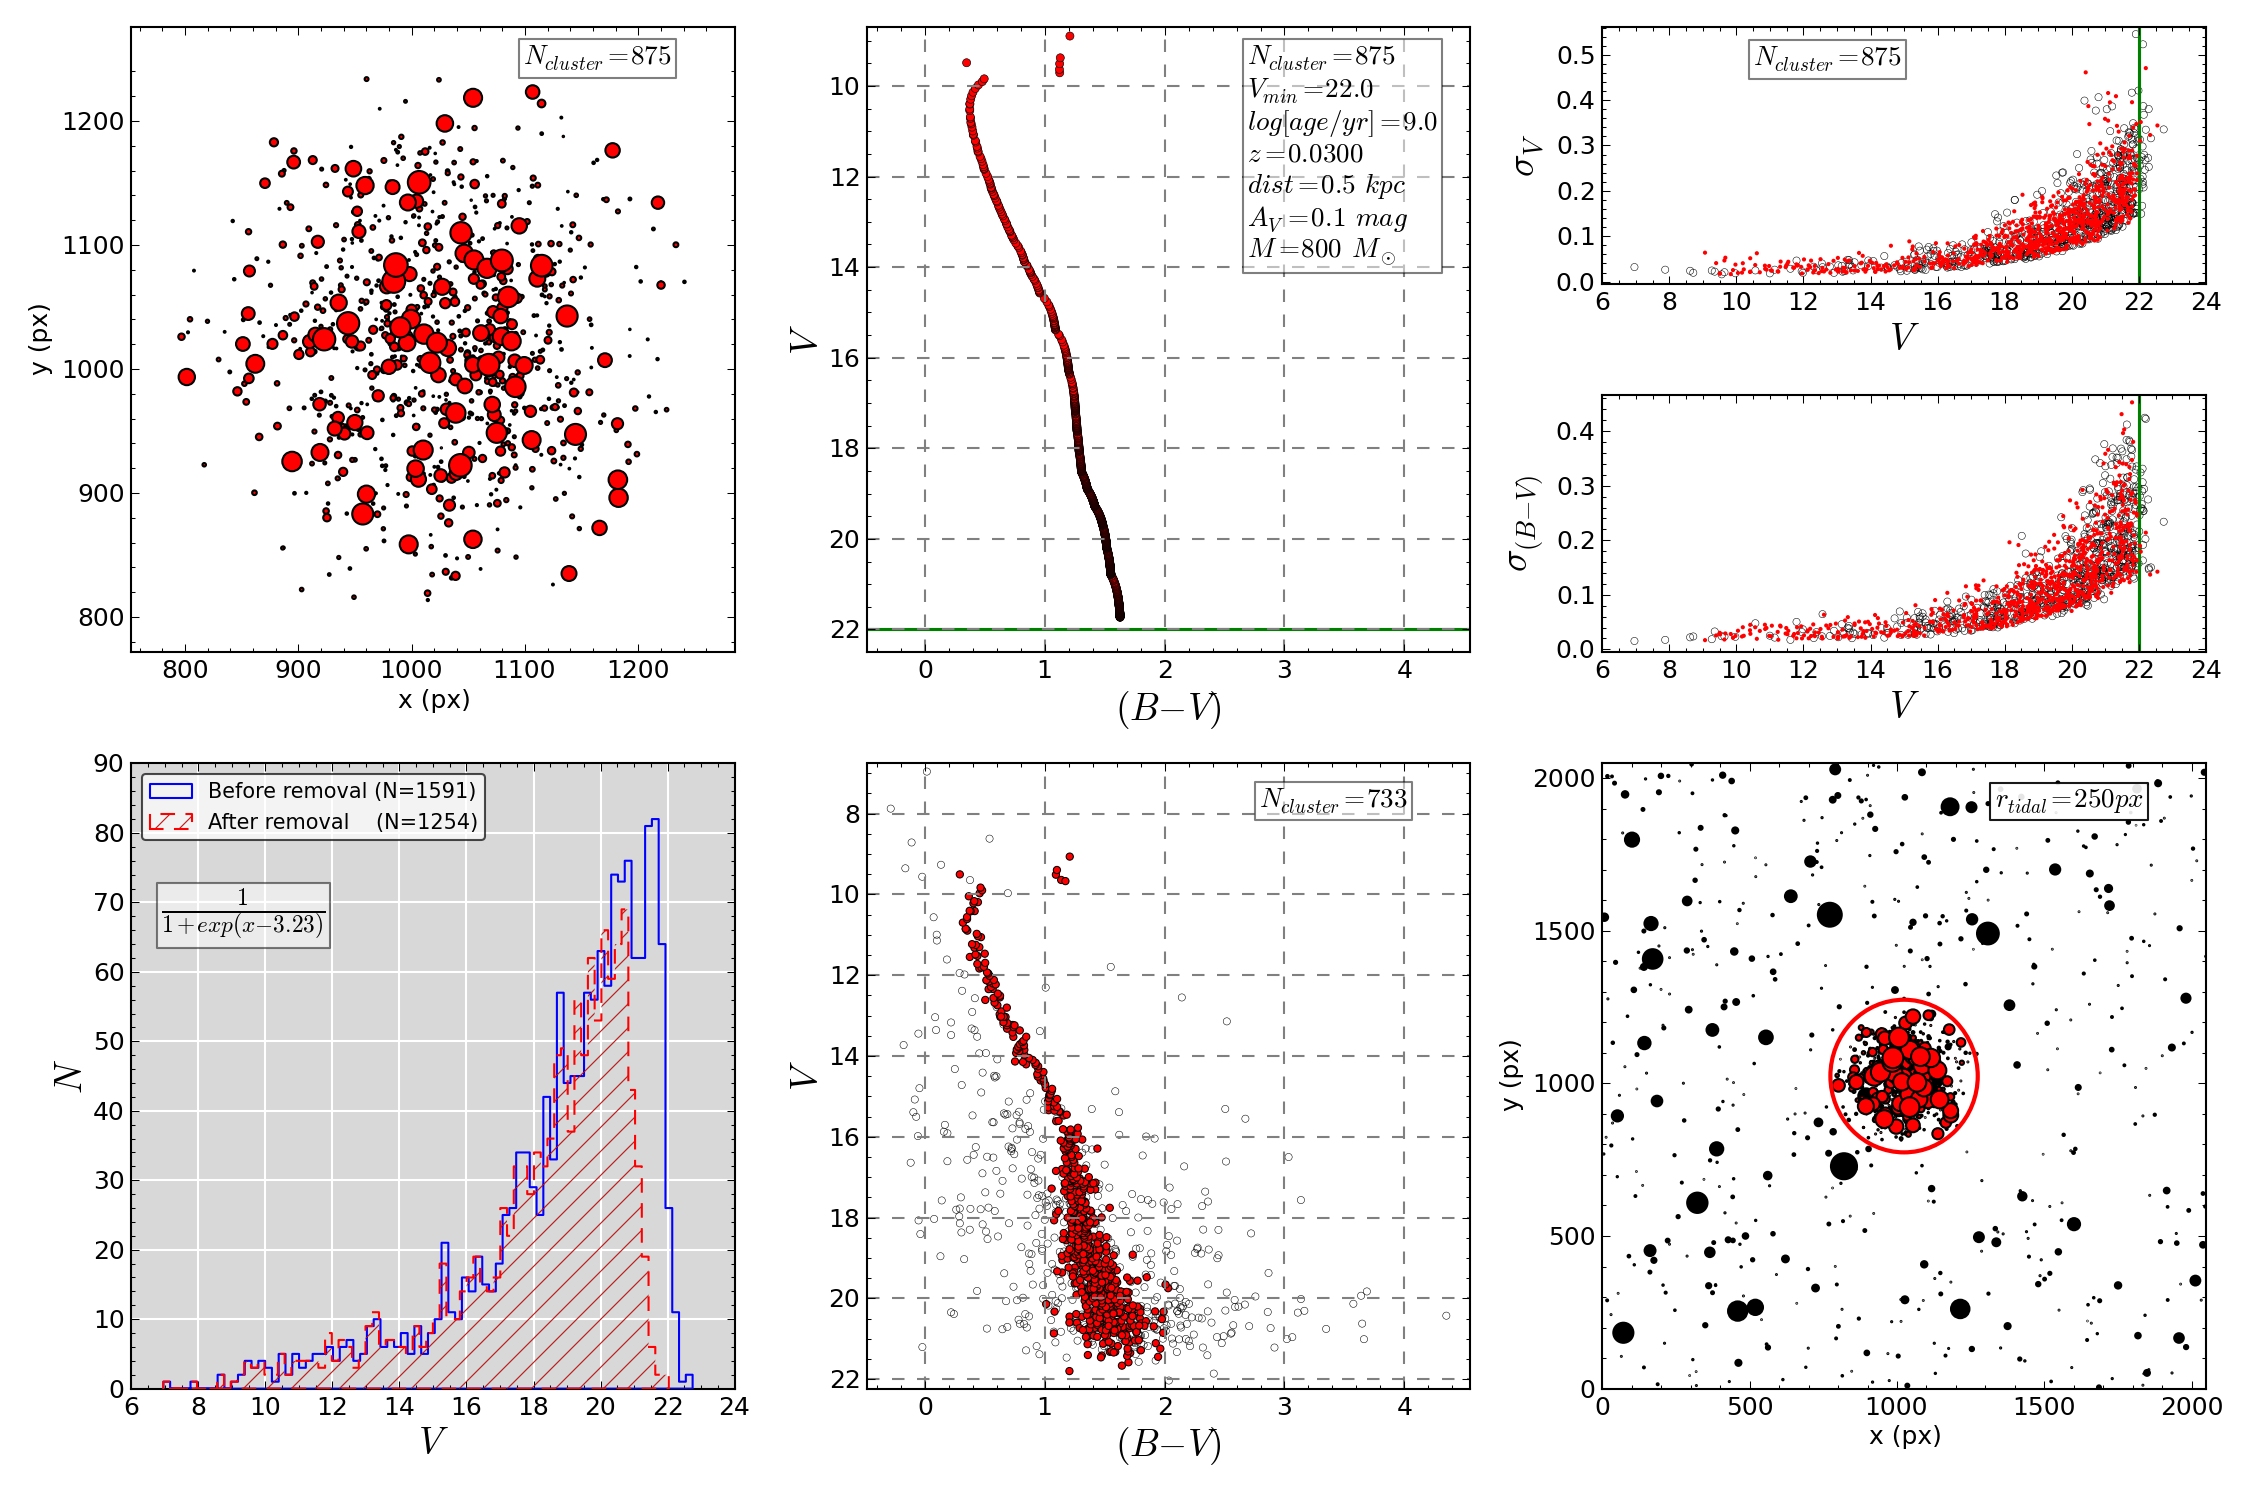 N_cluster=875
1200
1100
1000
900
800
y (px)
800 900 1000 1100 1200
x (px)
N_cluster=875
V_min=22.0
log[age/yr]=9.0
z=0.0300
dist=0.5 kpc
A_V=0.1 mag
M=800 M_⊙
10
12
14
16
18
20
22
V
0 1 2 3 4
(B−V)
N_cluster=875
0.5
0.4
0.3
0.2
0.1
0.0
σ_V
6 8 10 12 14 16 18 20 22 24
V
0.4
0.3
0.2
0.1
0.0
σ_(B−V)
6 8 10 12 14 16 18 20 22 24
V
Before removal (N=1591)
After removal (N=1254)
1
1+exp(x−3.23)
90
80
70
60
50
40
30
20
10
0
N
6 8 10 12 14 16 18 20 22 24
V
N_cluster=733
8
10
12
14
16
18
20
22
V
0 1 2 3 4
(B−V)
r_tidal=250px
2000
1500
1000
500
0
y (px)
0 500 1000 1500 2000
x (px)